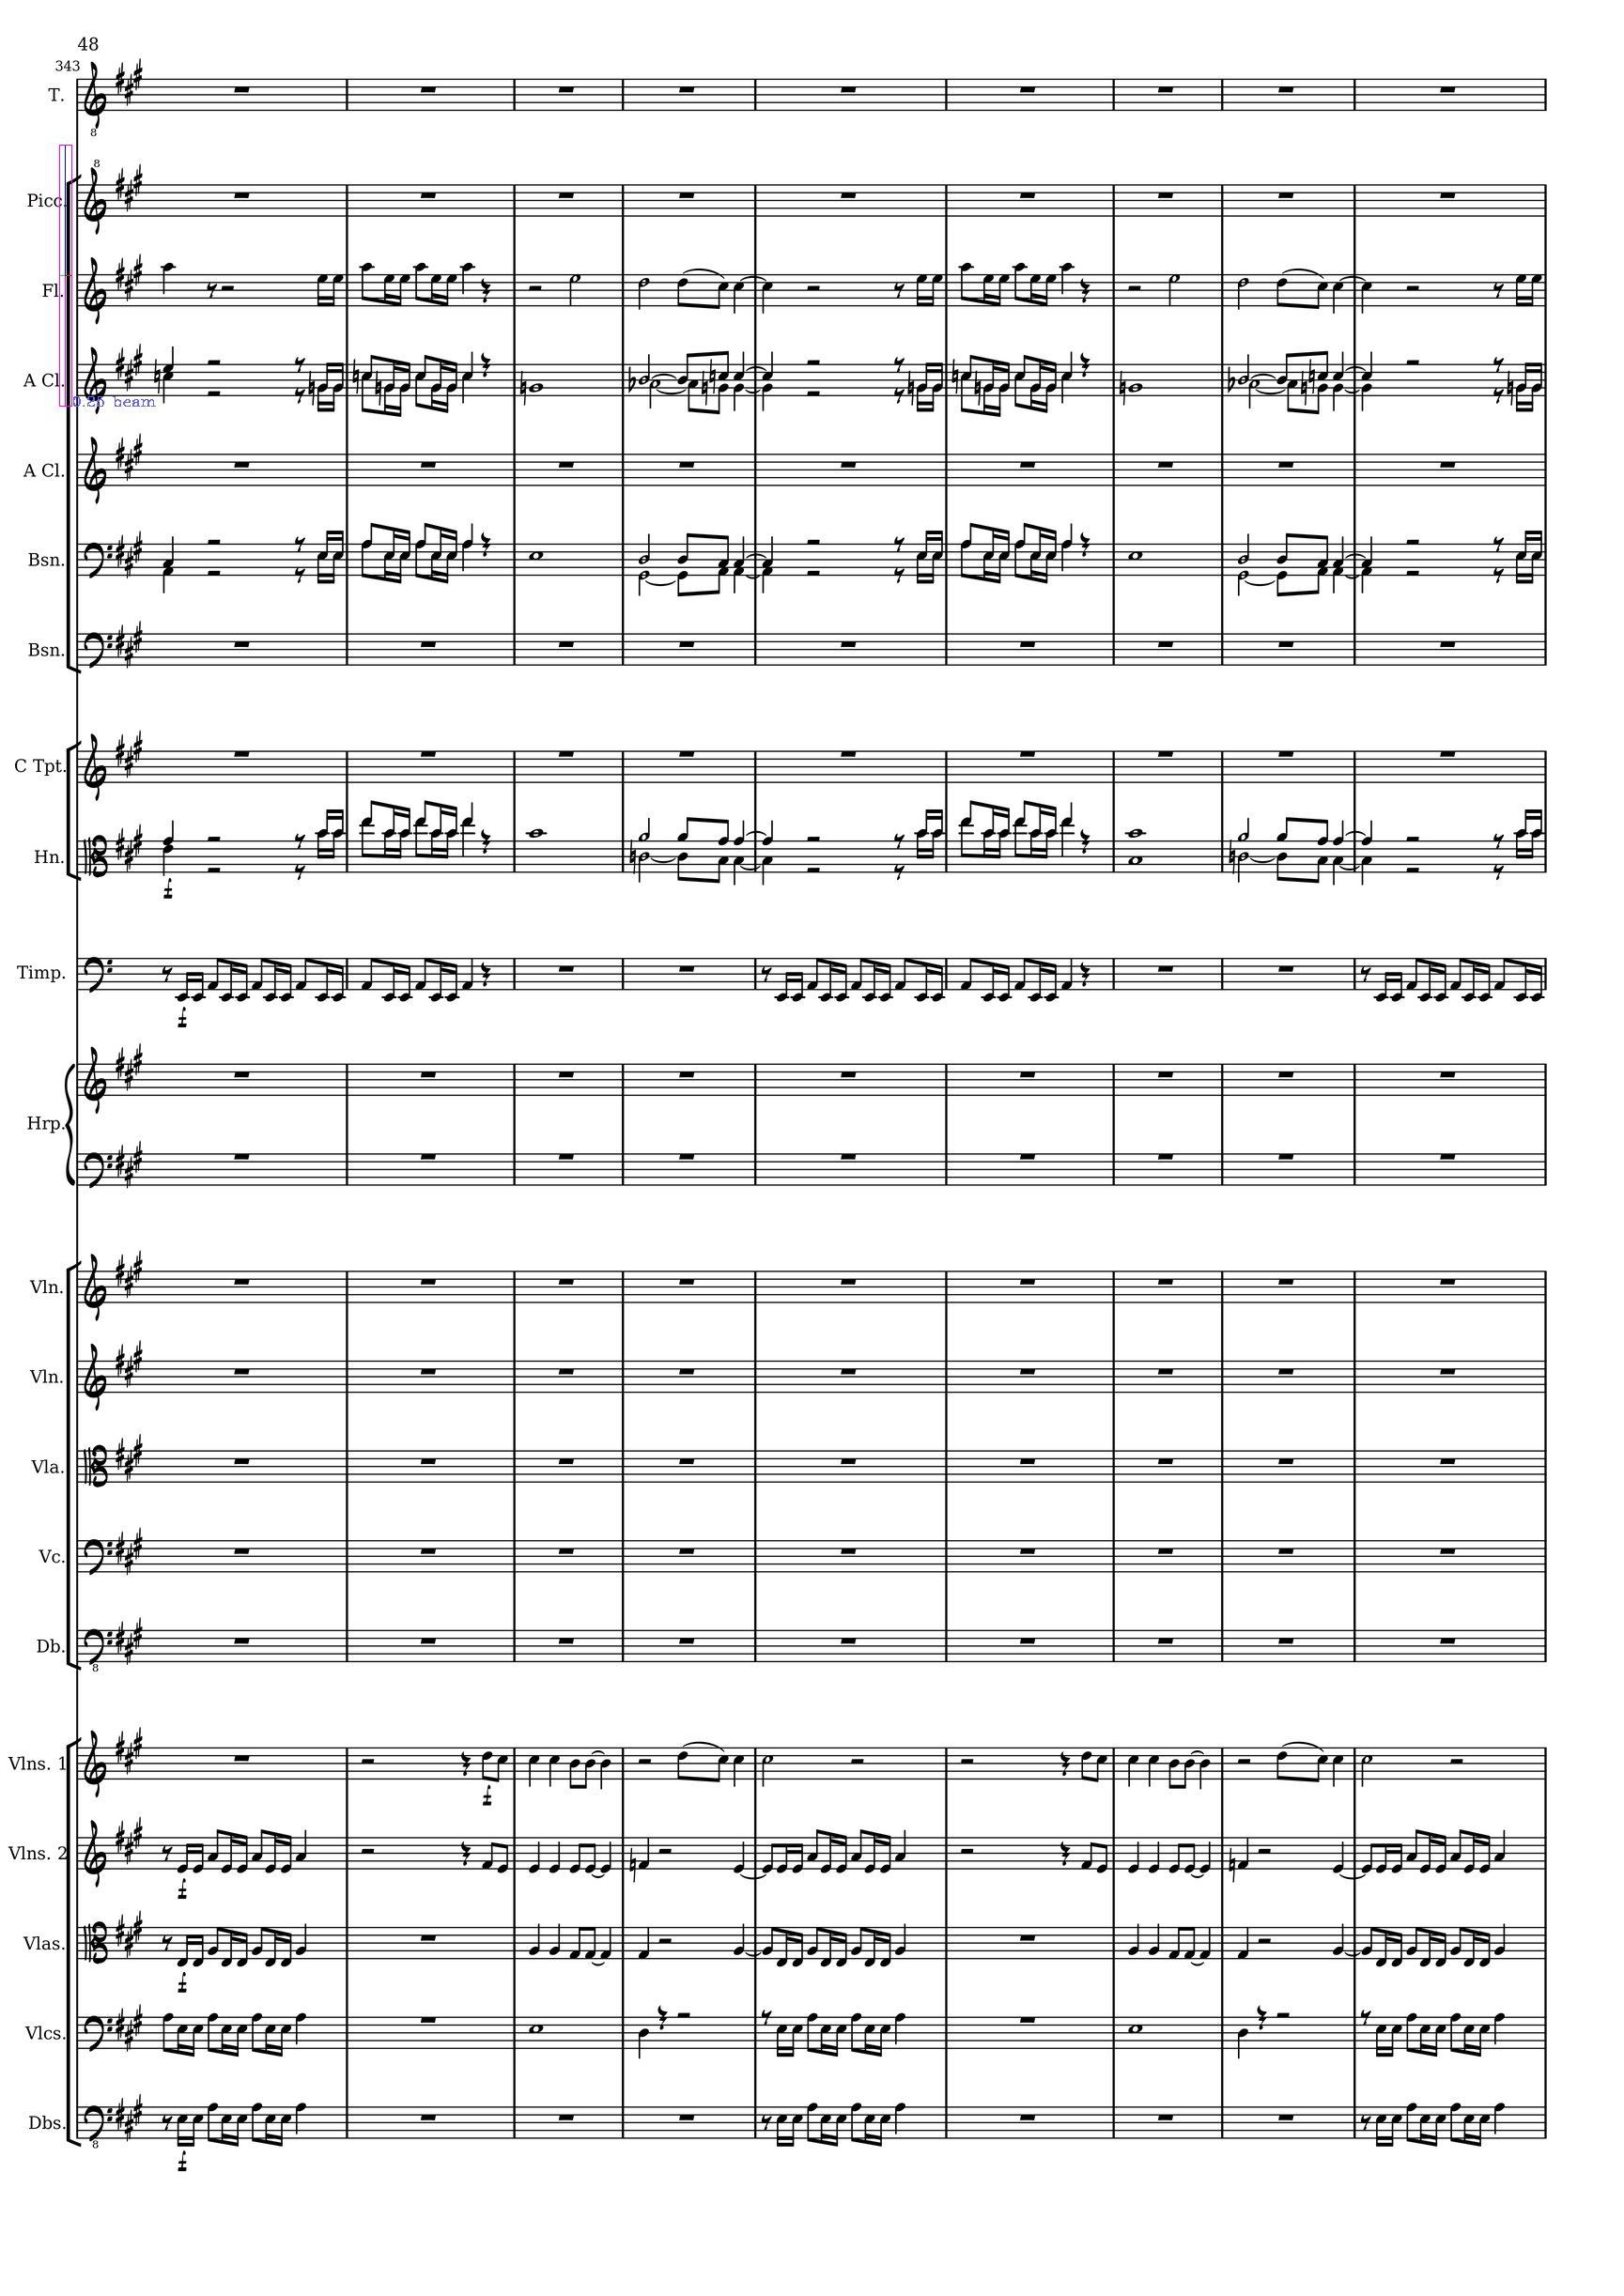 48
343
T.
8
8
Picc.
Fl.
A Cl.
0.25 beam
A Cl.
Bsn.
Bsn.
C Tpt.
Hn.
f
Timp.
f
Hrp.
Vln.
Vln.
Vla.
Vc.
Db.
8
Vlns. 1
f
Vlns. 2
f
Vlas.
f
Vlcs.
Dbs.
8
f